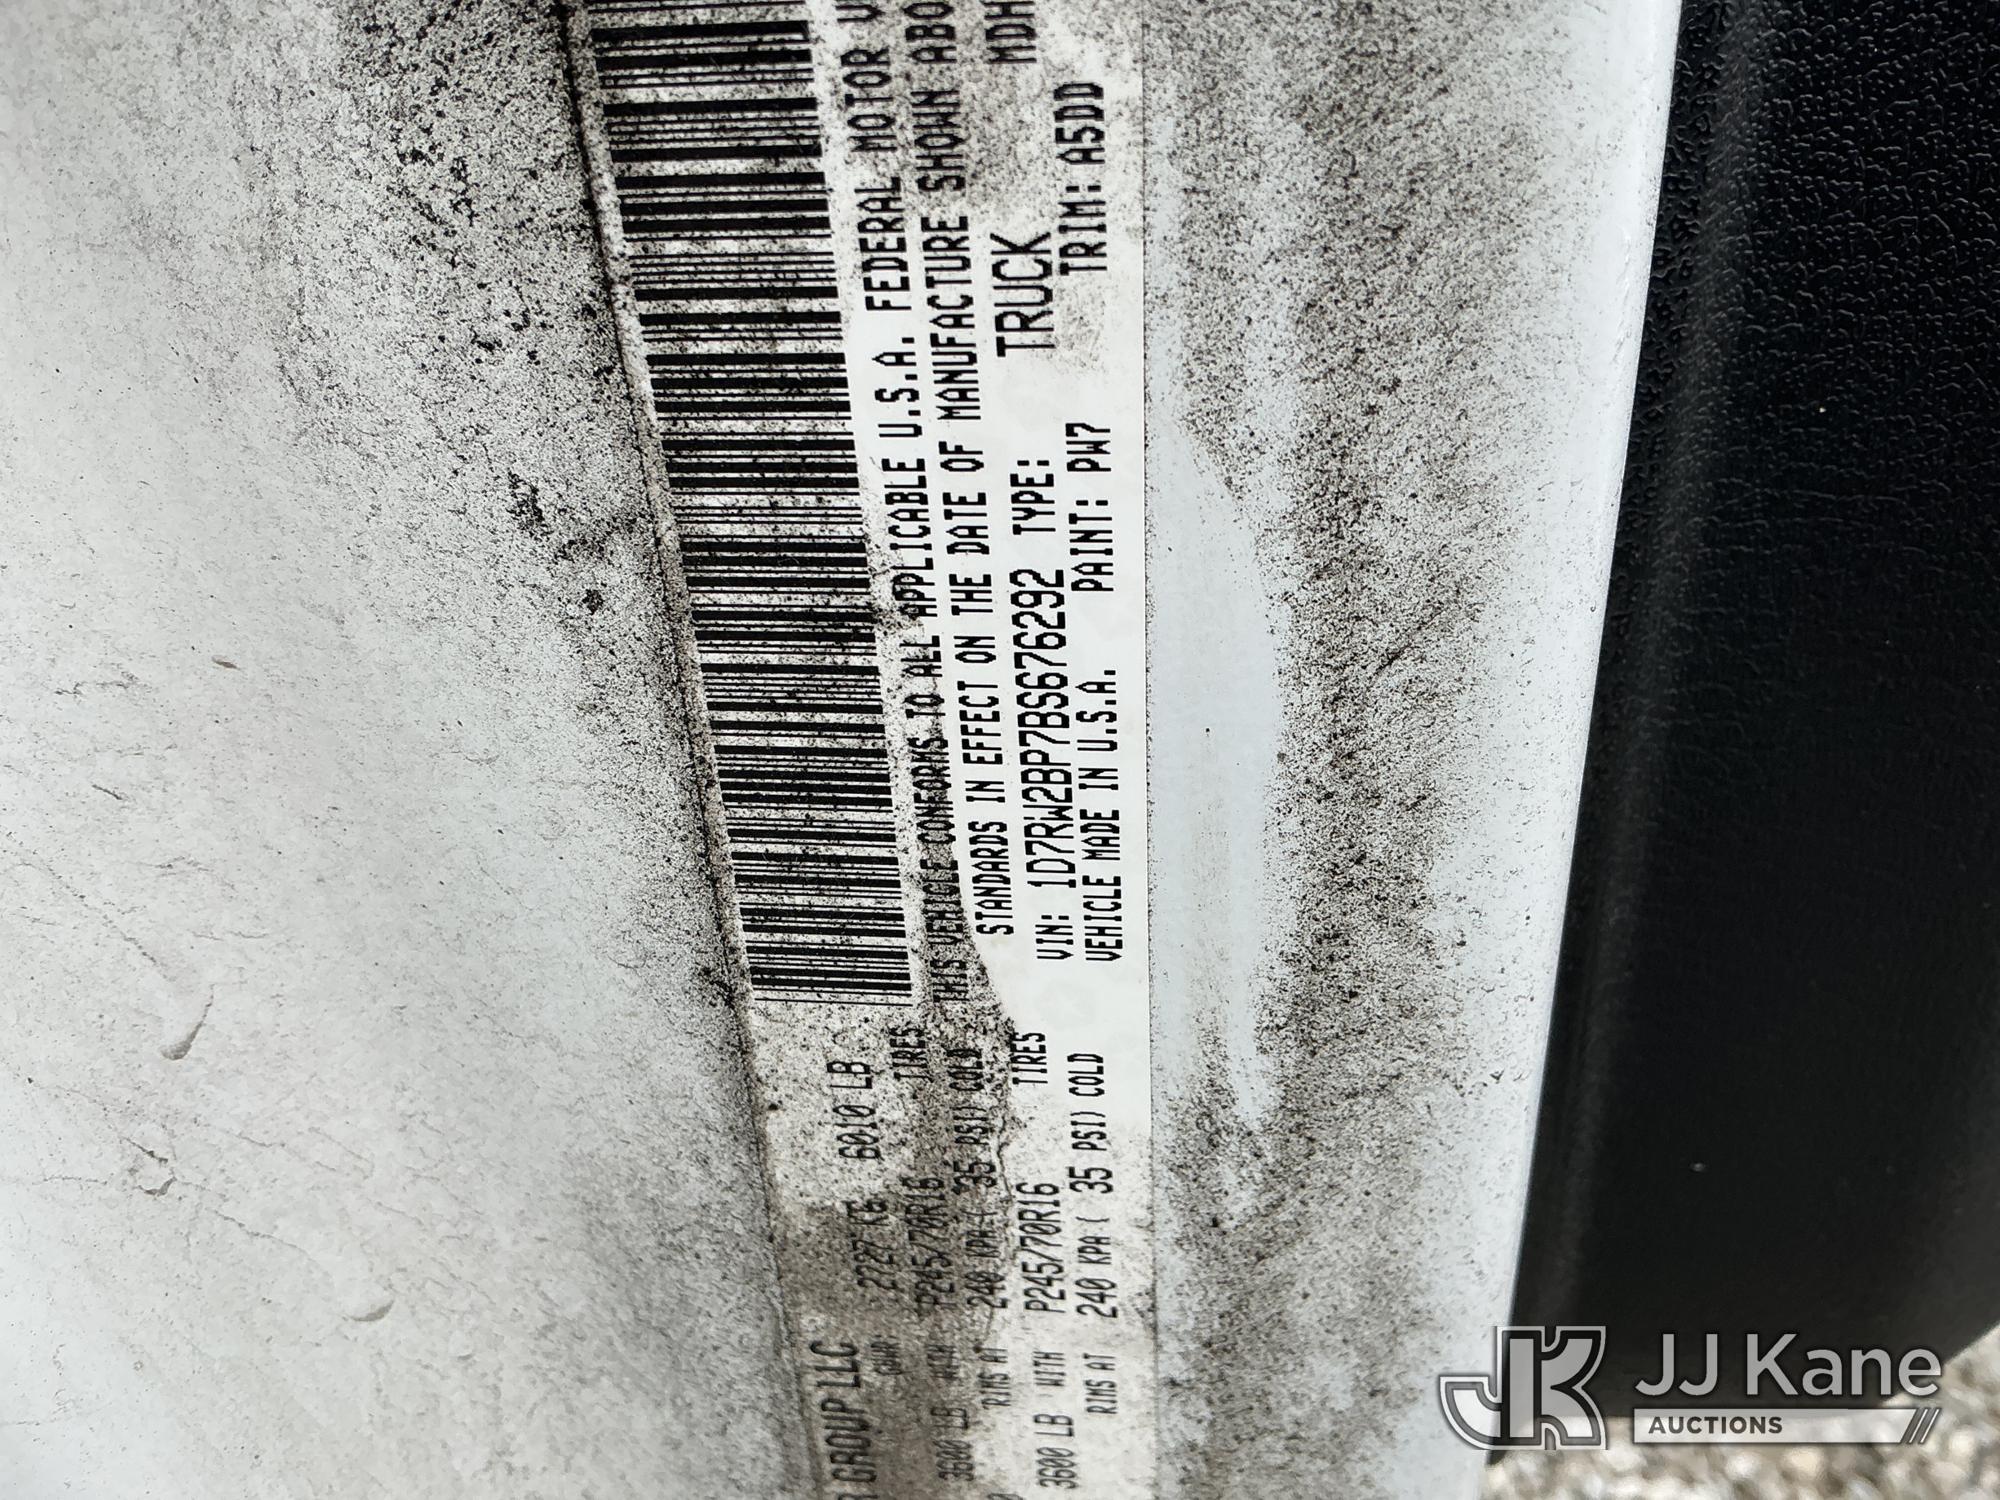 R GROUP LLC
GVWR 2727 KG 6010 LB
TIRES
3600 LB WITH P245/70R16
RIMS AT 240 KPA ( 35 PSI) COLD
TIRES
3600 LB WITH P245/70R16
RIMS AT 240 KPA ( 35 PSI) COLD
THIS VEHICLE CONFORMS TO ALL APPLICABLE U.S.A. FEDERAL MOTOR
STANDARDS IN EFFECT ON THE DATE OF MANUFACTURE SHOWN ABO
VIN: 1D7RW2BP7BS676292 TYPE: TRUCK MDH
VEHICLE MADE IN U.S.A. PAINT: PW7 TRIM: A5DD
JK JJ Kane
AUCTIONS